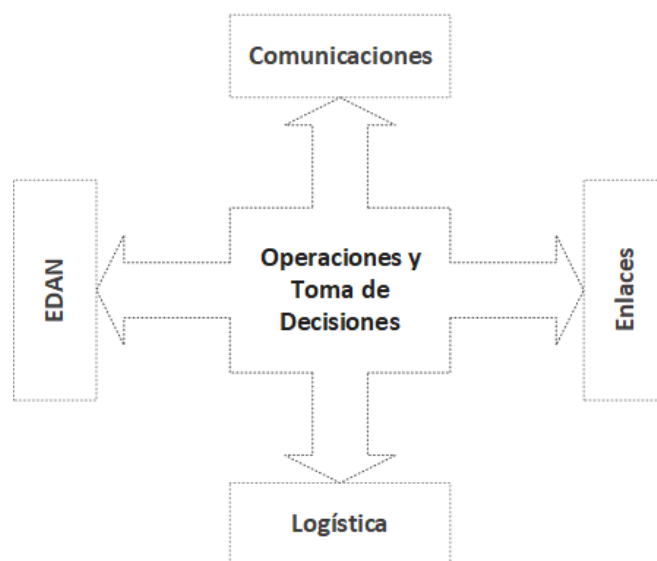 Comunicaciones
EDAN
Operaciones y
Toma de
Decisiones
Enlaces
Logística